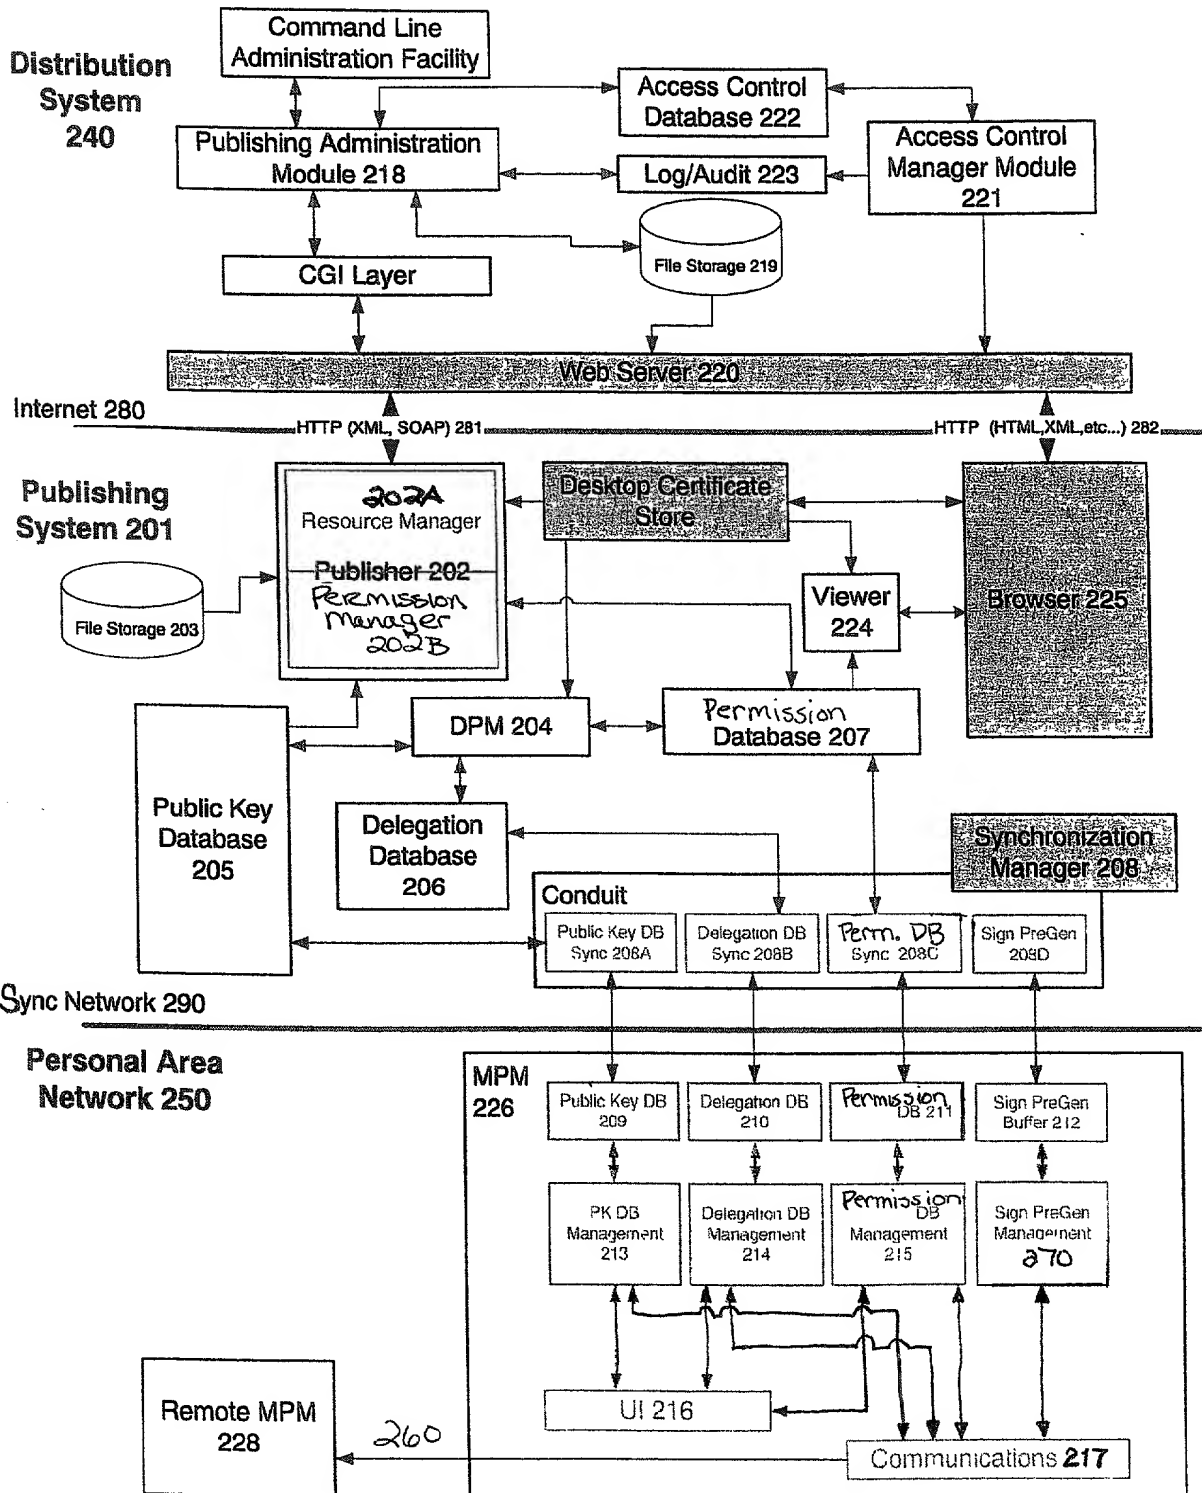 Command Line
Administration Facility
Distribution
System
240
Access Control
Database 222
Publishing Administration
Module 218
Log/Audit 223
Access Control
Manager Module
221
File Storage 219
CGI Layer
Web Server 220
Internet 280
HTTP (XML, SOAP) 281
HTTP (HTML,XML,etc...) 282
Publishing
System 201
202A
Resource Manager
Publisher 202
Permission
Manager
202B
Desktop Certificate
Store
File Storage 203
Viewer
224
Browser 225
DPM 204
Permission
Database 207
Public Key
Database
205
Delegation
Database
206
Synchronization
Manager 208
Conduit
Public Key DB
Sync 208A
Delegation DB
Sync 208B
Perm. DB
Sync 208C
Sign PreGen
208D
Sync Network 290
Personal Area
Network 250
MPM
226
Public Key DB
209
Delegation DB
210
Permission
DB 211
Sign PreGen
Buffer 212
PK DB
Management
213
Delegation DB
Management
214
Permission
DB
Management
215
Sign PreGen
Management
270
UI 216
Remote MPM
228
260
Communications 217